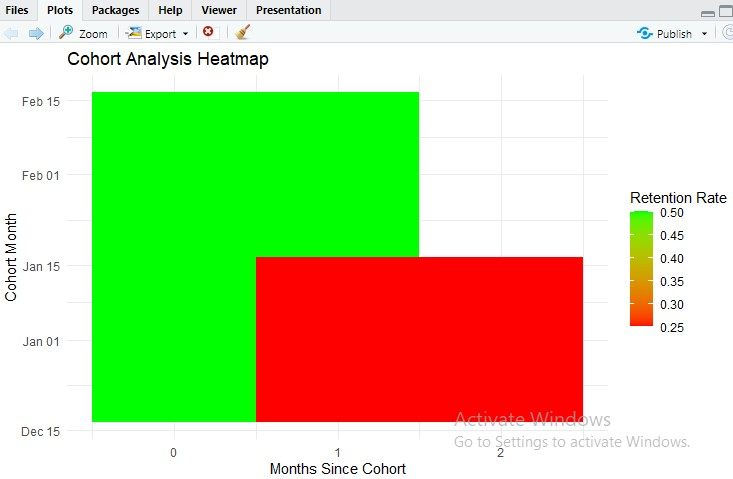 Files Plots Packages Help Viewer Presentation
Zoom Export Publish
Cohort Analysis Heatmap
Feb 15
Feb 01
Jan 15
Jan 01
Dec 15
Cohort Month
0 1 2
Months Since Cohort
Retention Rate
0.50
0.45
0.40
0.35
0.30
0.25
Activate Windows
Go to Settings to activate Windows.